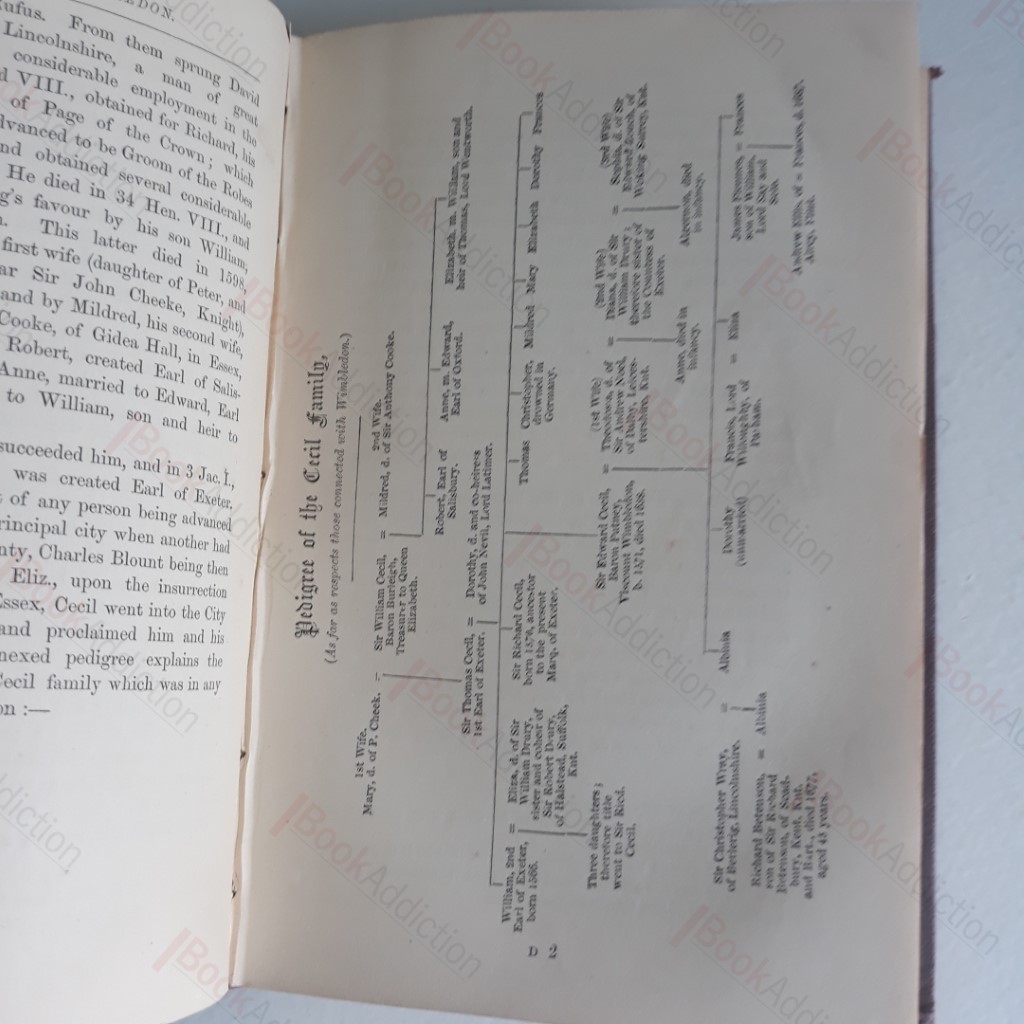 EDON.
ufus. From them sprung David
Lincolnshire, a man of great
considerable employment in the
d VIII., obtained for Richard, his
of Page of the Crown; which
dvanced to be Groom of the Robes
nd obtained several considerable
He died in 34 Hen. VIII., and
g's favour by his son William,
This latter died in 1598,
first wife (daughter of Peter, and
ar Sir John Cheeke, Knight),
and by Mildred, his second wife,
Cooke, of Gidea Hall, in Essex,
Robert, created Earl of Salis-
Anne, married to Edward, Earl
to William, son and heir to
succeeded him, and in 3 Jac. I.,
was created Earl of Exeter,
of any person being advanced
rincipal city when another had
nty, Charles Blount being then
Eliz., upon the insurrection
Essex, Cecil went into the City
and proclaimed him and his
nexed pedigree explains the
Cecil family which was in any
on :—
Pedigree of the Cecil Family,
(As far as respects those connected with Wimbledon.)
1st Wife.
Mary, d. of P. Cheek. =
Sir William Cecil,
Baron Burleigh,
Treasurer to Queen
Elizabeth.
=
2nd Wife.
Mildred, d. of Sir Anthony Cooke.
Sir Thomas Cecil,
1st Earl of Exeter.
=
Dorothy, d. and co-heiress
of John Nevil, Lord Latimer.
Robert, Earl of
Salisbury.
Anne, m. Edward,
Earl of Oxford.
Elizabeth, m. William, son and
heir of Thomas, Lord Wentworth.
William, 2nd
Earl of Exeter,
born 1566.
=
Eliza, d. of Sir
William Drury,
sister and coheir of
Sir Robert Drury,
of Halstead, Suffolk,
Knt.
Sir Richard Cecil,
born 1570, ancestor
to the present
Marq. of Exeter.
Thomas
Christopher,
drowned in
Germany.
Mildred
Mary
Elizabeth
Dorothy
Frances
Three daughters;
therefore title
went to Sir Richd.
Cecil.
Sir Edward Cecil,
Baron Putney,
Viscount Wimbledon,
b. 1571, died 1638.
=
(1st Wife)
Theodosia, d. of
Sir Andrew Noel,
of Dalby, Leices-
tershire, Knt.
=
(2nd Wife)
Diana, d. of Sir
William Drury;
therefore sister of
the Countess of
Exeter.
=
(3rd Wife)
Sophia, d. of Sir
Edward Zouch, of
Woking Surrey, Knt.
Anne, died in
infancy.
Algernon, died
in infancy.
Sir Christopher Wray,
Lincolnshire.
=
Albinia
Dorothy
(unmarried)
Francis, Lord
Willoughby, of
Parham.
=
Eliza
James Fiennes,
son of William,
Lord Say and
Sele.
=
Frances
Richard Betenson,
son of Sir Richard
Betenson, of Scad-
bury, Kent, Knt.
and Bart., died 1677,
aged 45 years.
=
Albinia
Andrew Ellis, of
Flint.
=
Frances d. 1687.
D 2
BookAddiction